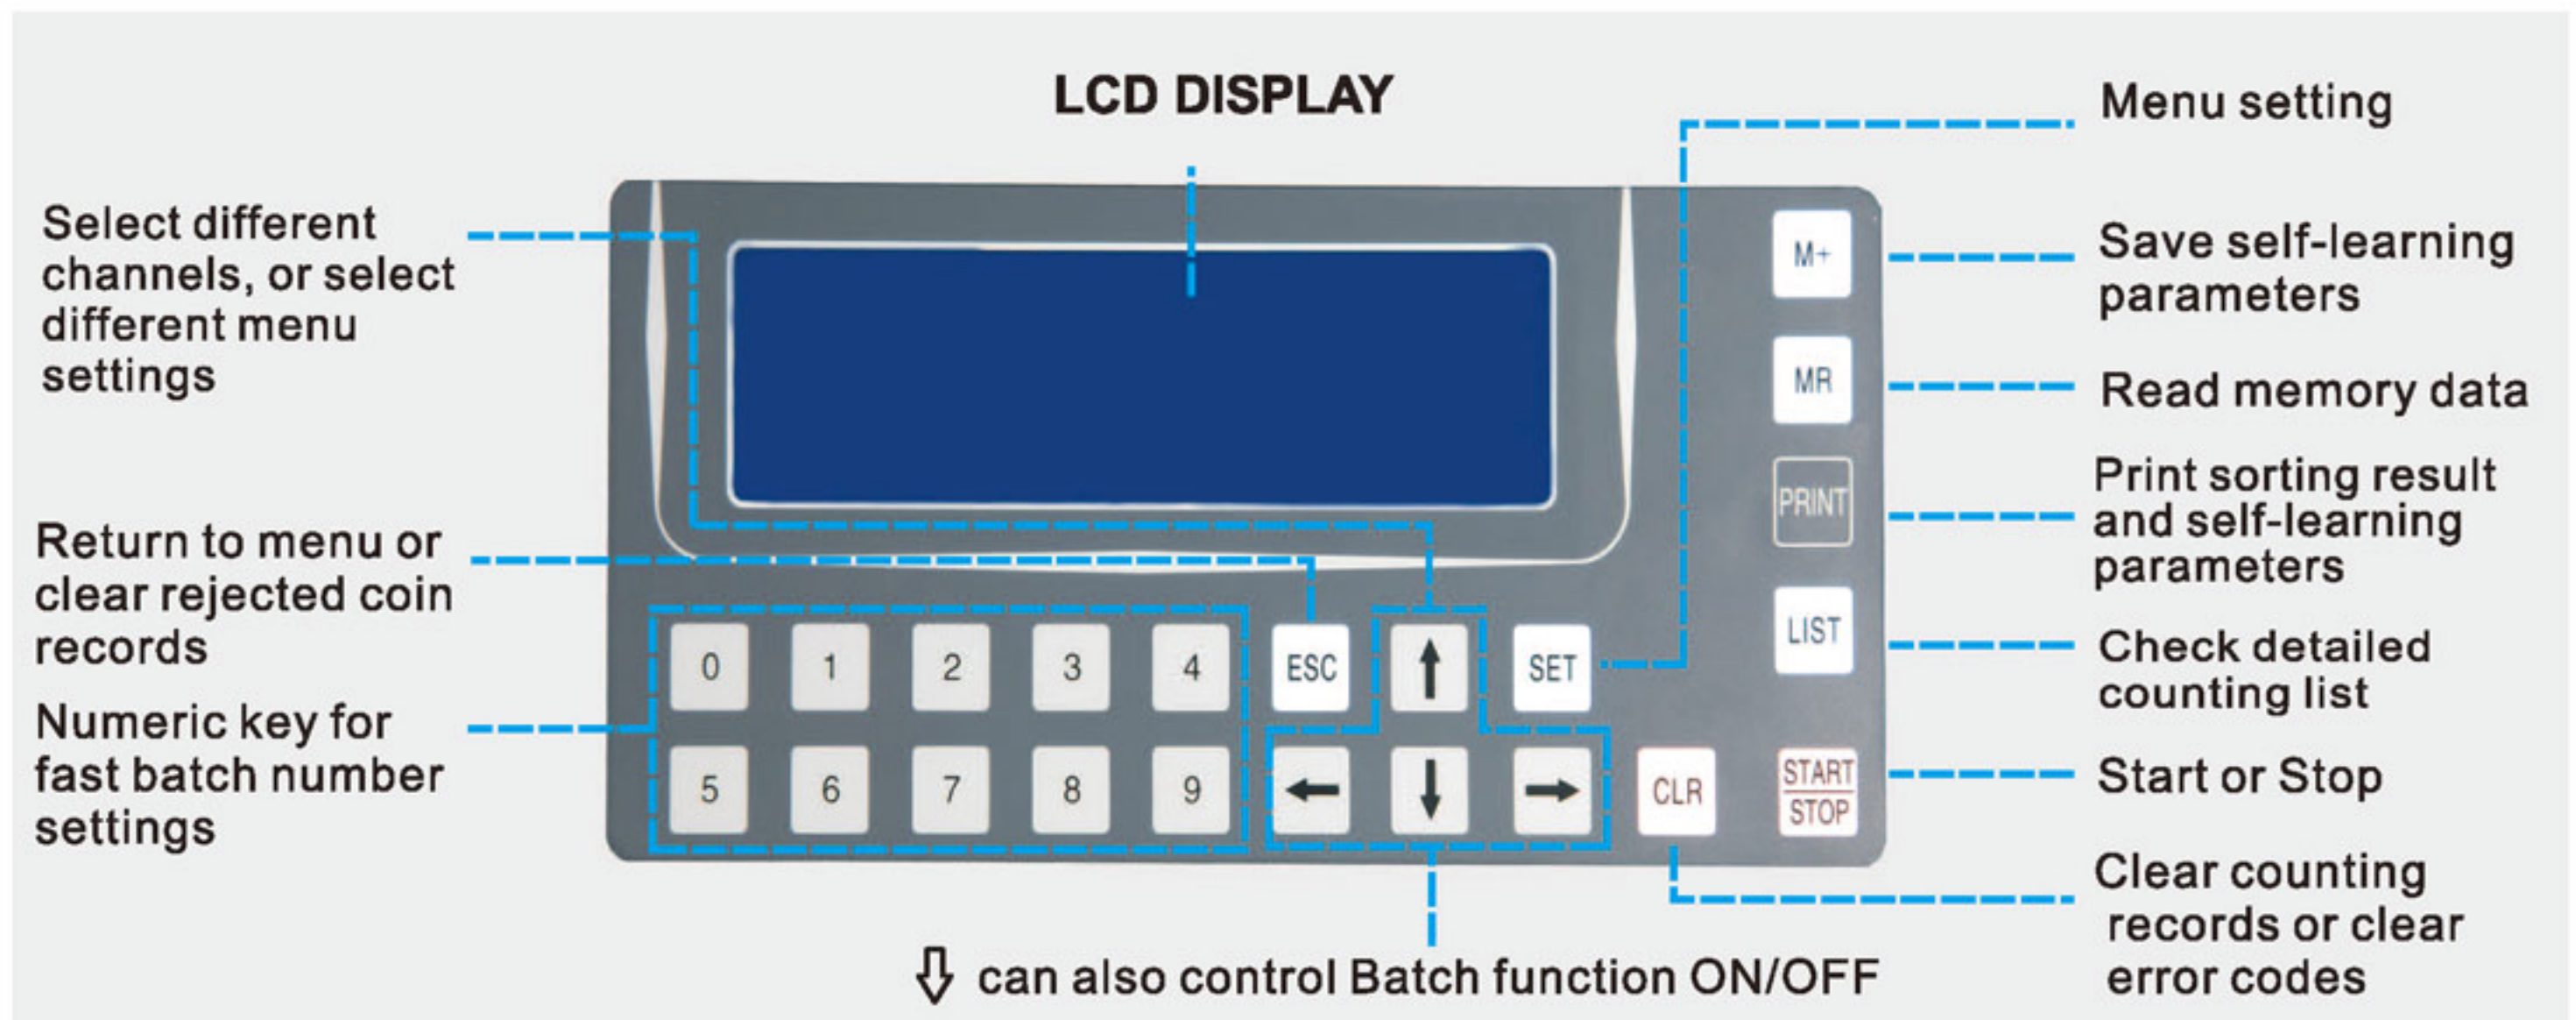 LCD DISPLAY
Select different
channels, or select
different menu
settings
Return to menu or
clear rejected coin
records
Numeric key for
fast batch number
settings
0 1 2 3 4 ESC ↑ SET
5 6 7 8 9 ← ↓ → CLR
M+
MR
PRINT
LIST
START
STOP
Menu setting
Save self-learning
parameters
Read memory data
Print sorting result
and self-learning
parameters
Check detailed
counting list
Start or Stop
Clear counting
records or clear
error codes
⇩ can also control Batch function ON/OFF